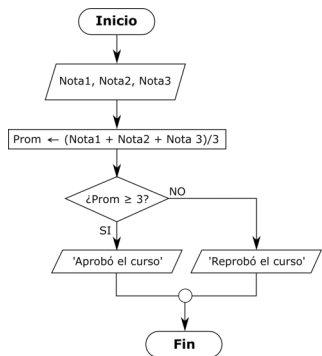 Inicio
Nota1, Nota2, Nota3
Prom ← (Nota1 + Nota2 + Nota 3)/3
¿Prom ≥ 3?
NO
SI
'Aprobó el curso'
'Reprobó el curso'
Fin